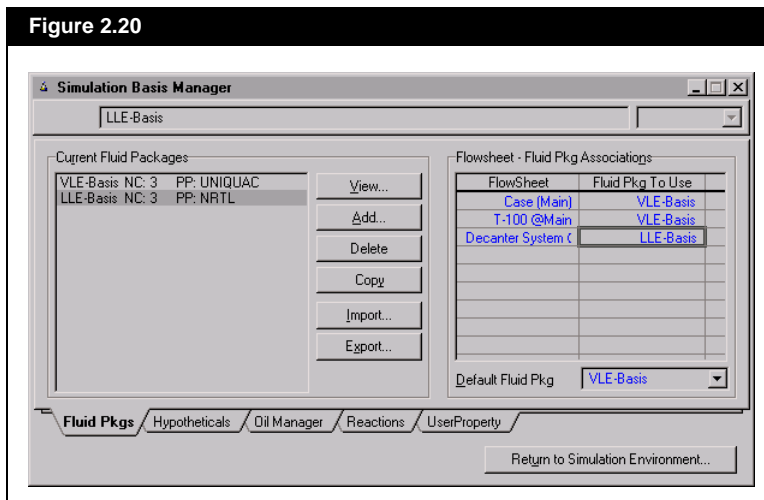 Figure 2.20
Simulation Basis Manager
LLE-Basis
Current Fluid Packages
VLE-Basis NC: 3 PP: UNIQUAC
LLE-Basis NC: 3 PP: NRTL
View...
Add...
Delete
Copy
Import...
Export...
Flowsheet - Fluid Pkg Associations
FlowSheet Fluid Pkg To Use
Case (Main) VLE-Basis
T-100 @Main VLE-Basis
Decanter System ( LLE-Basis
Default Fluid Pkg VLE-Basis
Fluid Pkgs Hypotheticals Oil Manager Reactions UserProperty
Return to Simulation Environment...